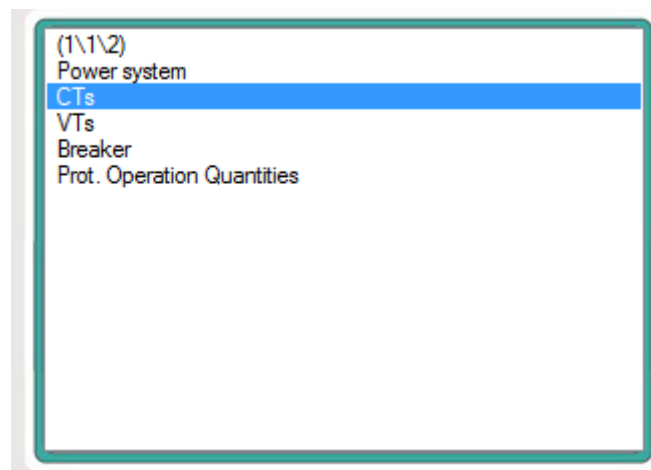 (1\1\2)
Power system
CTs
VTs
Breaker
Prot. Operation Quantities